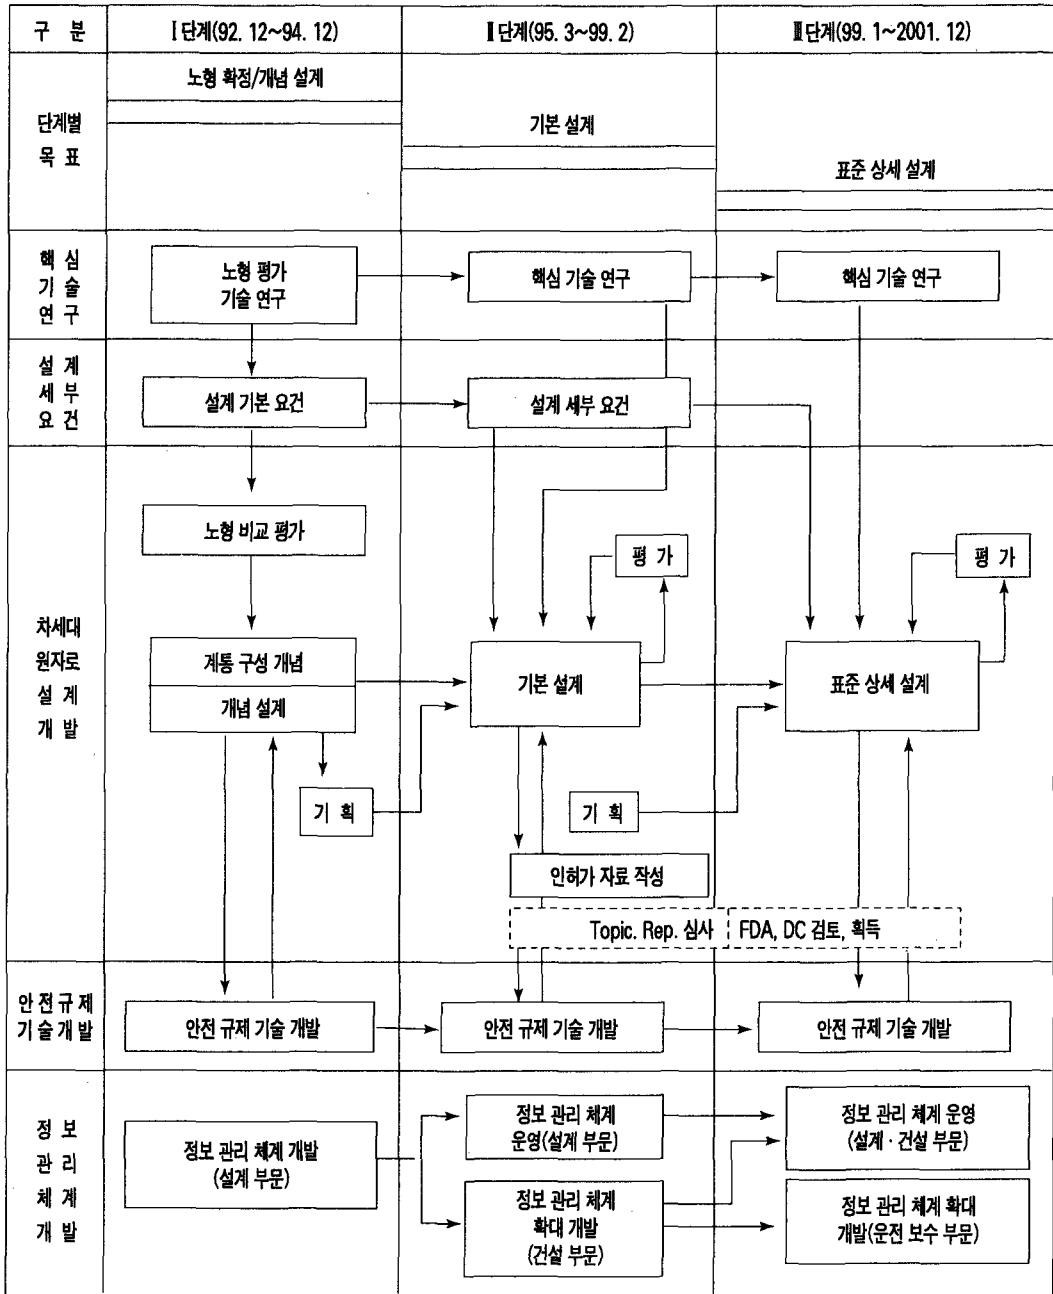 구 분
Ⅰ단계(92. 12~94. 12)
Ⅱ단계(95. 3~99. 2)
Ⅲ단계(99. 1~2001. 12)
단계별
목 표
노형 확정/개념 설계
기본 설계
표준 상세 설계
핵 심
기 술
연 구
노형 평가
기술 연구
핵심 기술 연구
핵심 기술 연구
설 계
세 부
요 건
설계 기본 요건
설계 세부 요건
차세대
원자로
설 계
개 발
노형 비교 평가
평 가
평 가
계통 구성 개념
개념 설계
기본 설계
표준 상세 설계
기 획
기 획
인허가 자료 작성
Topic. Rep. 심사
FDA, DC 검토, 획득
안전규제
기술개발
안전 규제 기술 개발
안전 규제 기술 개발
안전 규제 기술 개발
정 보
관 리
체 계
개 발
정보 관리 체계 개발
(설계 부문)
정보 관리 체계
운영(설계 부문)
정보 관리 체계 운영
(설계 · 건설 부문)
정보 관리 체계
확대 개발
(건설 부문)
정보 관리 체계 확대
개발(운전 보수 부문)